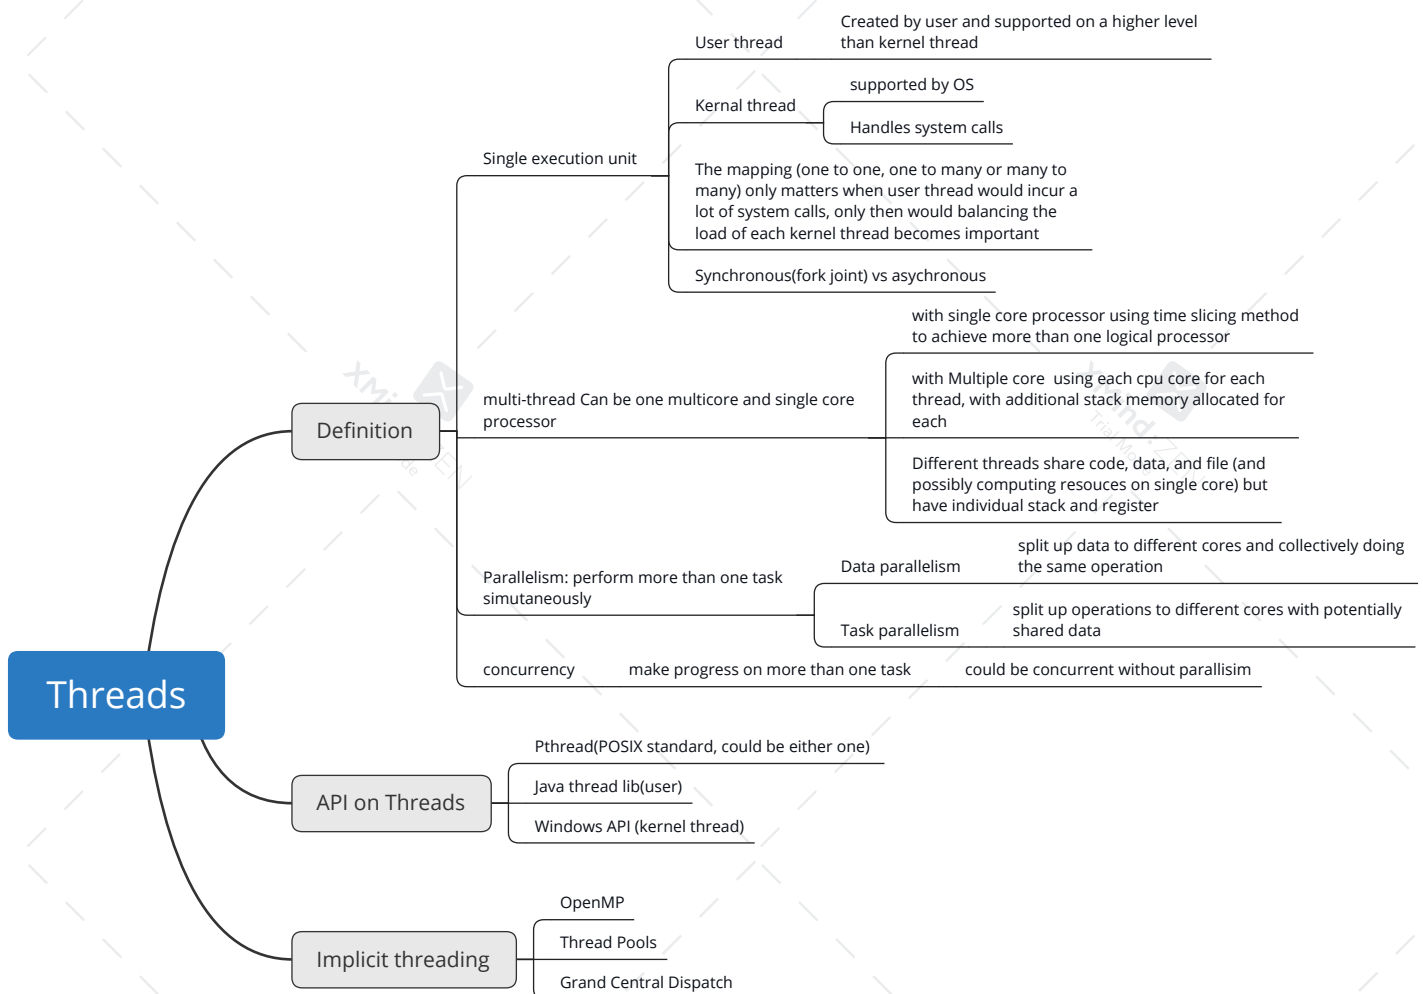 Threads
Definition
Single execution unit
User thread
Created by user and supported on a higher level
than kernel thread
Kernal thread
supported by OS
Handles system calls
The mapping (one to one, one to many or many to
many) only matters when user thread would incur a
lot of system calls, only then would balancing the
load of each kernel thread becomes important
Synchronous(fork joint) vs asychronous
multi-thread Can be one multicore and single core
processor
with single core processor using time slicing method
to achieve more than one logical processor
with Multiple core  using each cpu core for each
thread, with additional stack memory allocated for
each
Different threads share code, data, and file (and
possibly computing resouces on single core) but
have individual stack and register
Parallelism: perform more than one task
simutaneously
Data parallelism
split up data to different cores and collectively doing
the same operation
Task parallelism
split up operations to different cores with potentially
shared data
concurrency
make progress on more than one task
could be concurrent without parallisim
API on Threads
Pthread(POSIX standard, could be either one)
Java thread lib(user)
Windows API (kernel thread)
Implicit threading
OpenMP
Thread Pools
Grand Central Dispatch